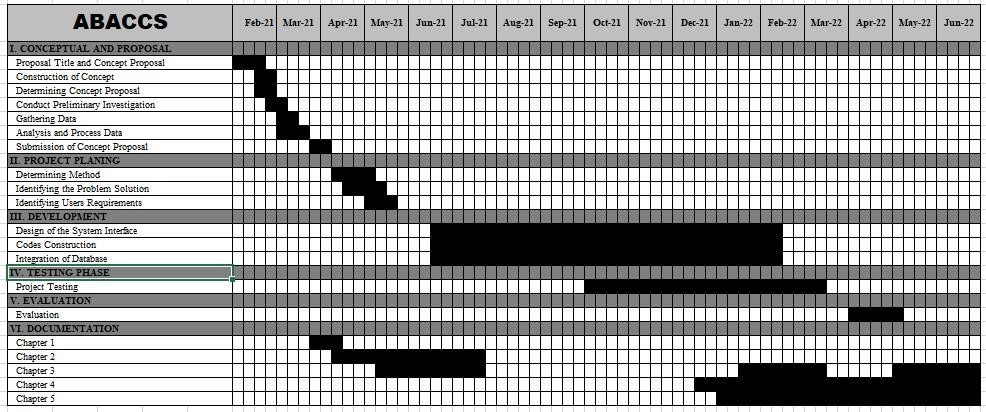 ABACCS Feb-21 Mar-21 Apr-21 May-21 Jun-21 Jul-21 Aug-21 Sep-21 Oct-21 Nov-21 Dec-21 Jan-22 Feb-22 Mar-22 Apr-22 May-22 Jun-22
I. CONCEPTUAL AND PROPOSAL
Proposal Title and Concept Proposal
Construction of Concept
Determining Concept Proposal
Conduct Preliminary Investigation
Gathering Data
Analysis and Process Data
Submission of Concept Proposal
II. PROJECT PLANING
Determining Method
Identifying the Problem Solution
Identifying Users Requirements
III. DEVELOPMENT
Design of the System Interface
Codes Construction
Integration of Database
IV. TESTING PHASE
Project Testing
V. EVALUATION
Evaluation
VI. DOCUMENTATION
Chapter 1
Chapter 2
Chapter 3
Chapter 4
Chapter 5